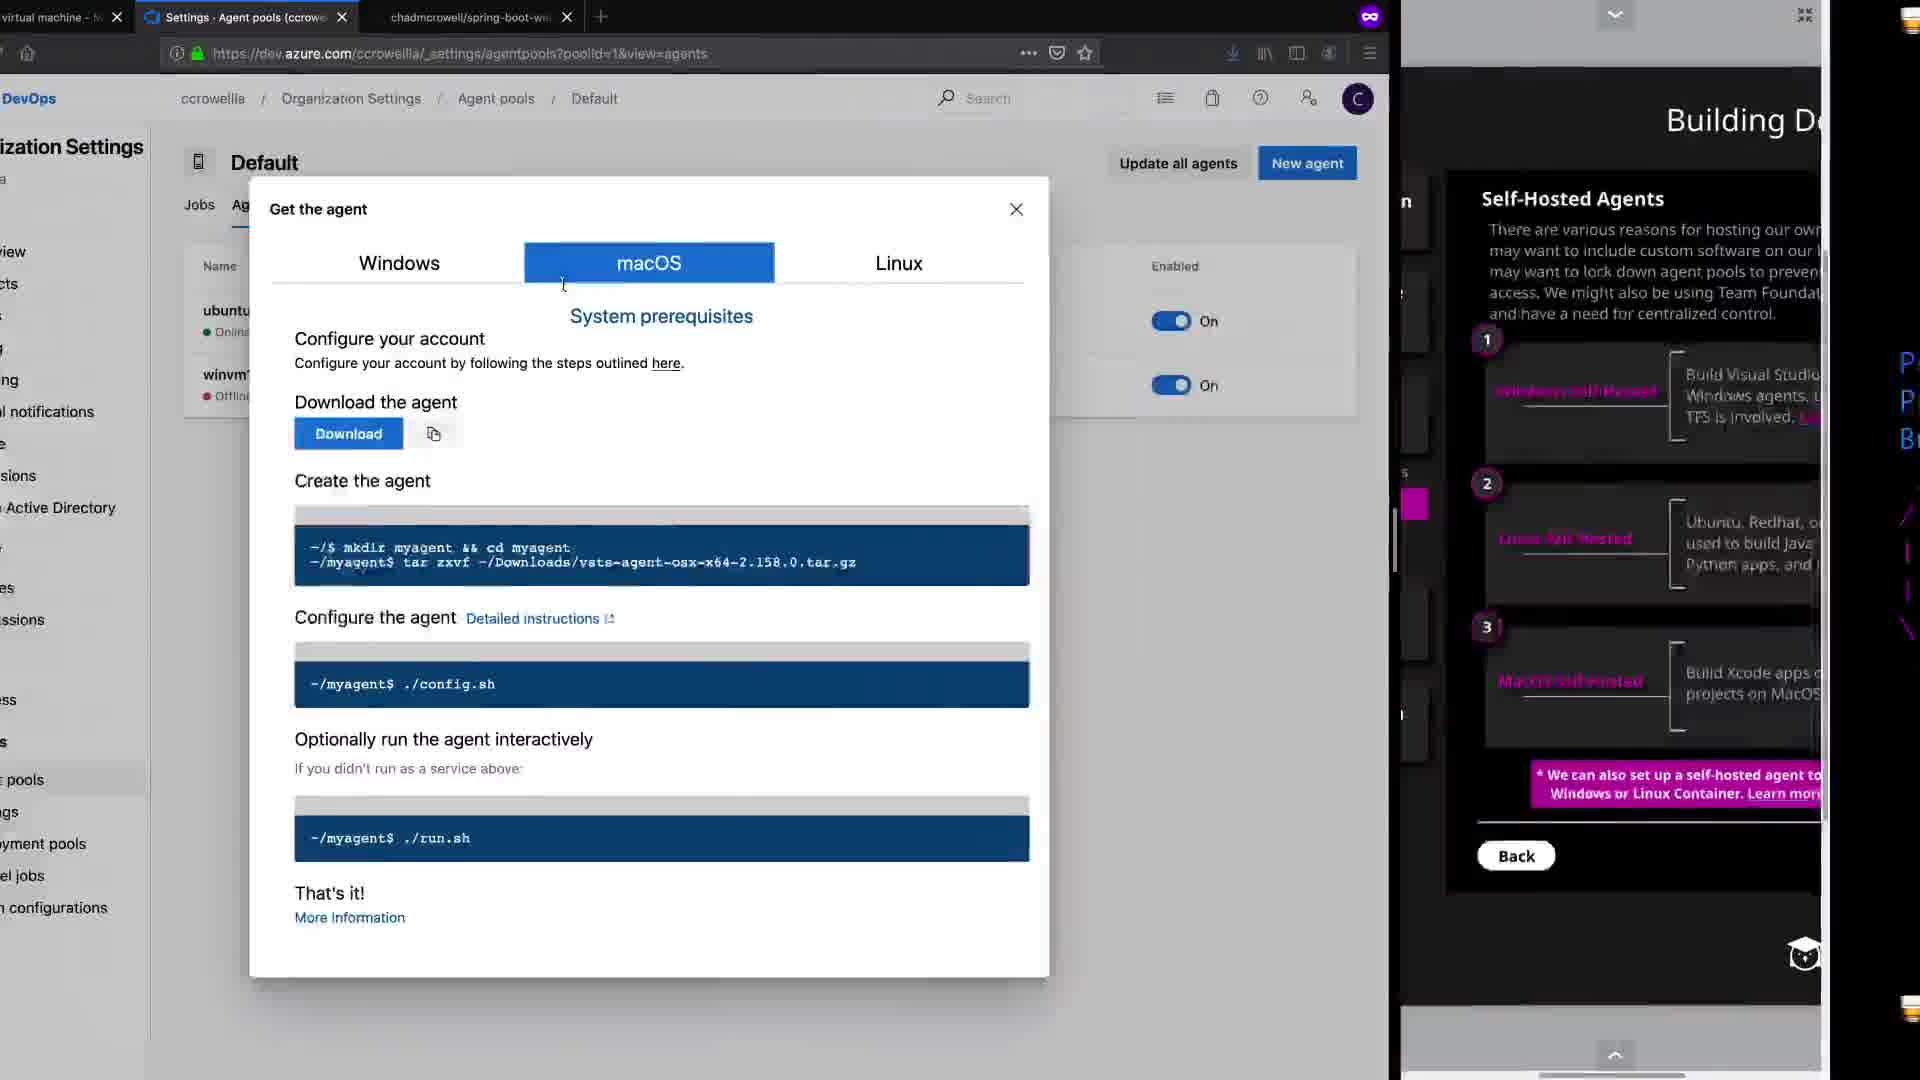 virtual machine -
Settings - Agent pools (ccrowe
chadmcrowell/spring-boot-we
https://dev.azure.com/ccrowellla/_settings/agentpools?poolId=1&view=agents
DevOps
ccrowellla / Organization Settings / Agent pools / Default
Search
C
ization Settings
a
view
cts
g
ing
l notifications
e
sions
Active Directory
es
ssions
ess
s
pools
ngs
yment pools
el jobs
n configurations
Default
Update all agents
New agent
Jobs
Ag
Name
Enabled
ubuntu
Online
On
winvm
Offline
On
Get the agent
Windows
macOS
Linux
System prerequisites
Configure your account
Configure your account by following the steps outlined here.
Download the agent
Download
Create the agent
~/$ mkdir myagent && cd myagent
~/myagent$ tar zxvf ~/Downloads/vsts-agent-osx-x64-2.158.0.tar.gz
Configure the agent Detailed instructions
~/myagent$ ./config.sh
Optionally run the agent interactively
If you didn't run as a service above:
~/myagent$ ./run.sh
That's it!
More Information
Building De
n
Self-Hosted Agents
There are various reasons for hosting our own
may want to include custom software on our
may want to lock down agent pools to preven
access. We might also be using Team Foundat
and have a need for centralized control.
1
Windows Self-Hosted
Build Visual Studio
Windows agents, u
TFS is involved.
2
Linux Self-Hosted
Ubuntu, Redhat, o
used to build Java
Python apps, and
3
MacOS Self-Hosted
Build Xcode apps o
projects on MacOS
* We can also set up a self-hosted agent to
Windows or Linux Container. Learn more
Back
P
P
B